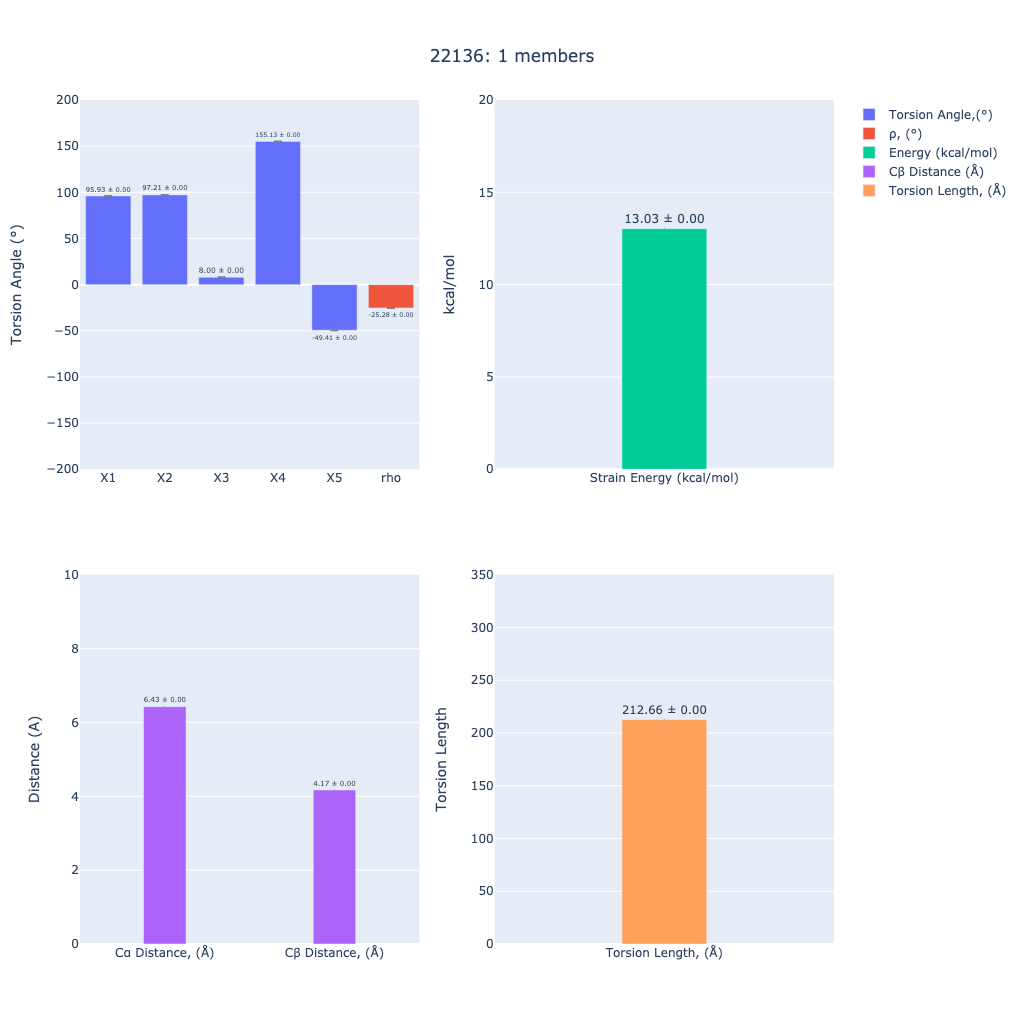 22136: 1 members
Torsion Angle (°)
200
150
100
50
0
−50
−100
−150
−200
95.93 ± 0.00
97.21 ± 0.00
8.00 ± 0.00
155.13 ± 0.00
-49.41 ± 0.00
-25.28 ± 0.00
X1
X2
X3
X4
X5
rho
kcal/mol
20
15
10
5
0
13.03 ± 0.00
Strain Energy (kcal/mol)
Torsion Angle,(°)
ρ, (°)
Energy (kcal/mol)
Cβ Distance (Å)
Torsion Length, (Å)
Distance (A)
10
8
6
4
2
0
6.43 ± 0.00
4.17 ± 0.00
Cα Distance, (Å)
Cβ Distance, (Å)
Torsion Length
350
300
250
200
150
100
50
0
212.66 ± 0.00
Torsion Length, (Å)